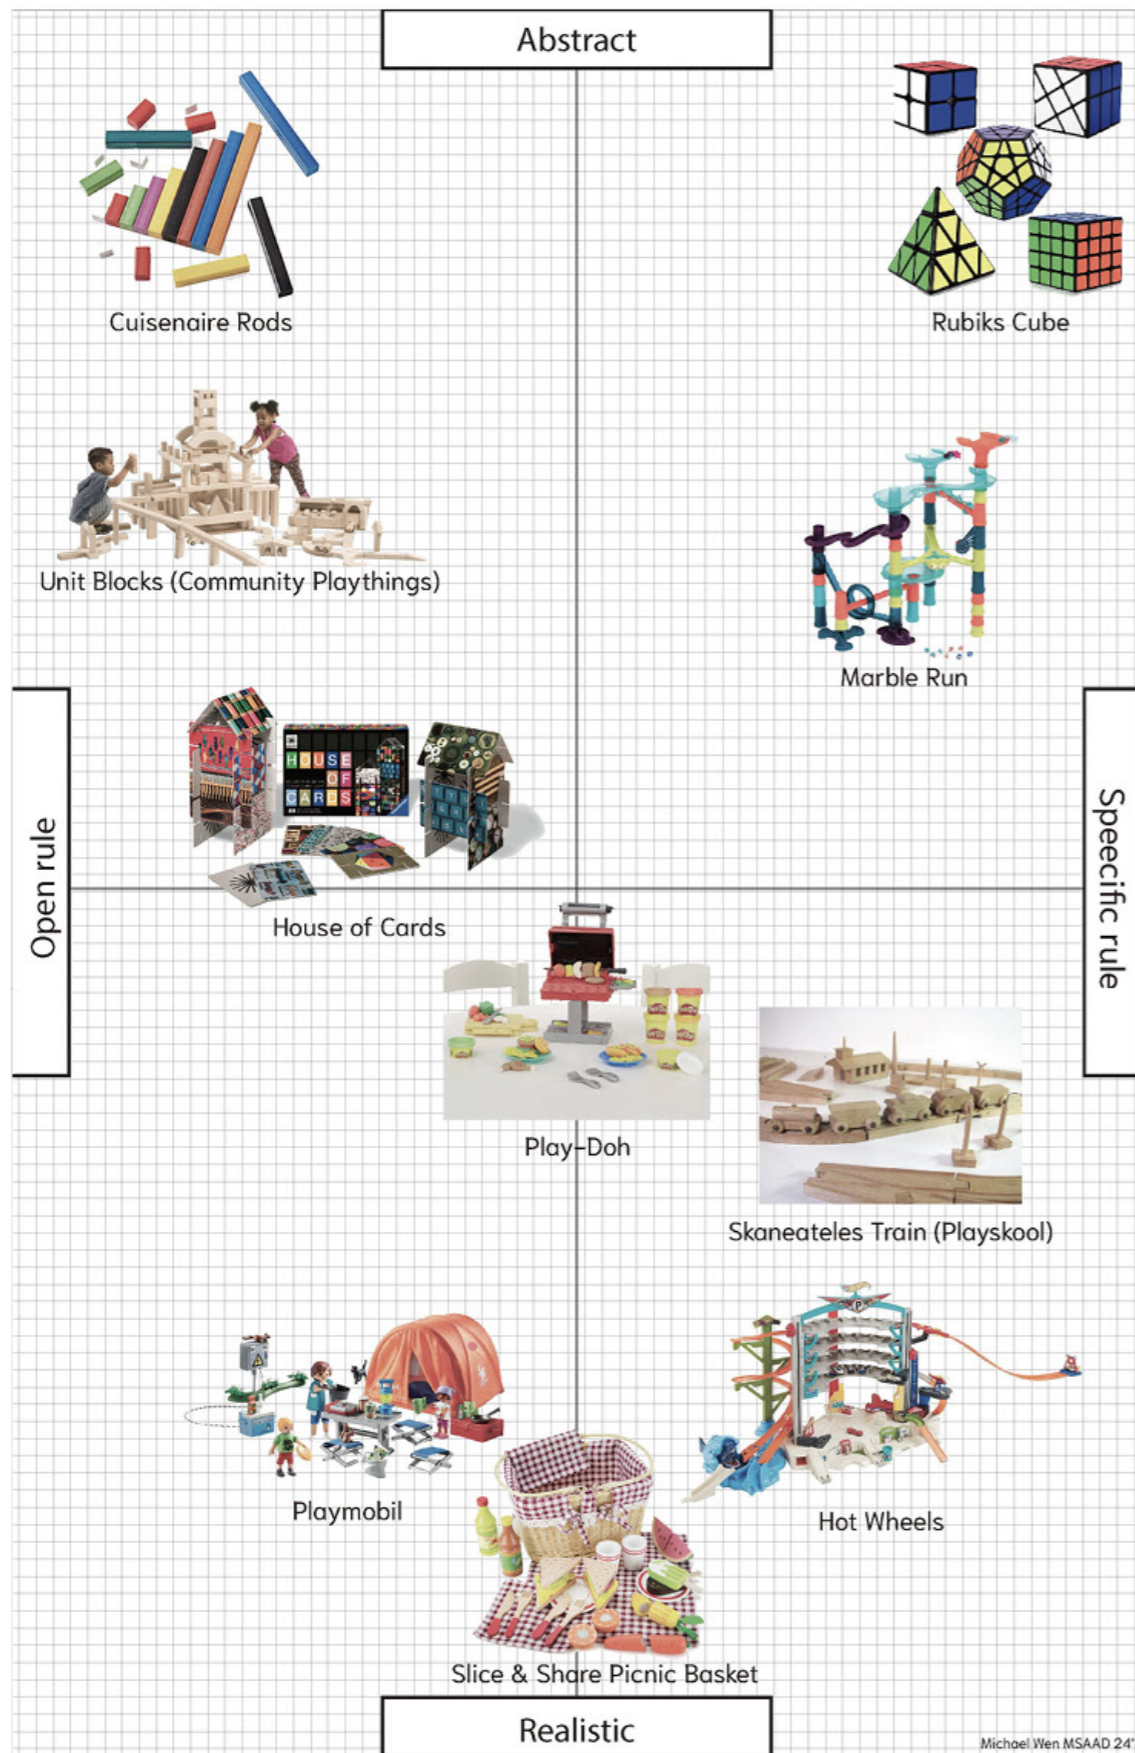 Abstract
Cuisenaire Rods
Rubiks Cube
Unit Blocks (Community Playthings)
Marble Run
HOUSE
OF
CARDS
House of Cards
Open rule
Speecific rule
Play-Doh
Skaneateles Train (Playskool)
P
Playmobil
Hot Wheels
Slice & Share Picnic Basket
Realistic
Michael Wen MSAAD 24'